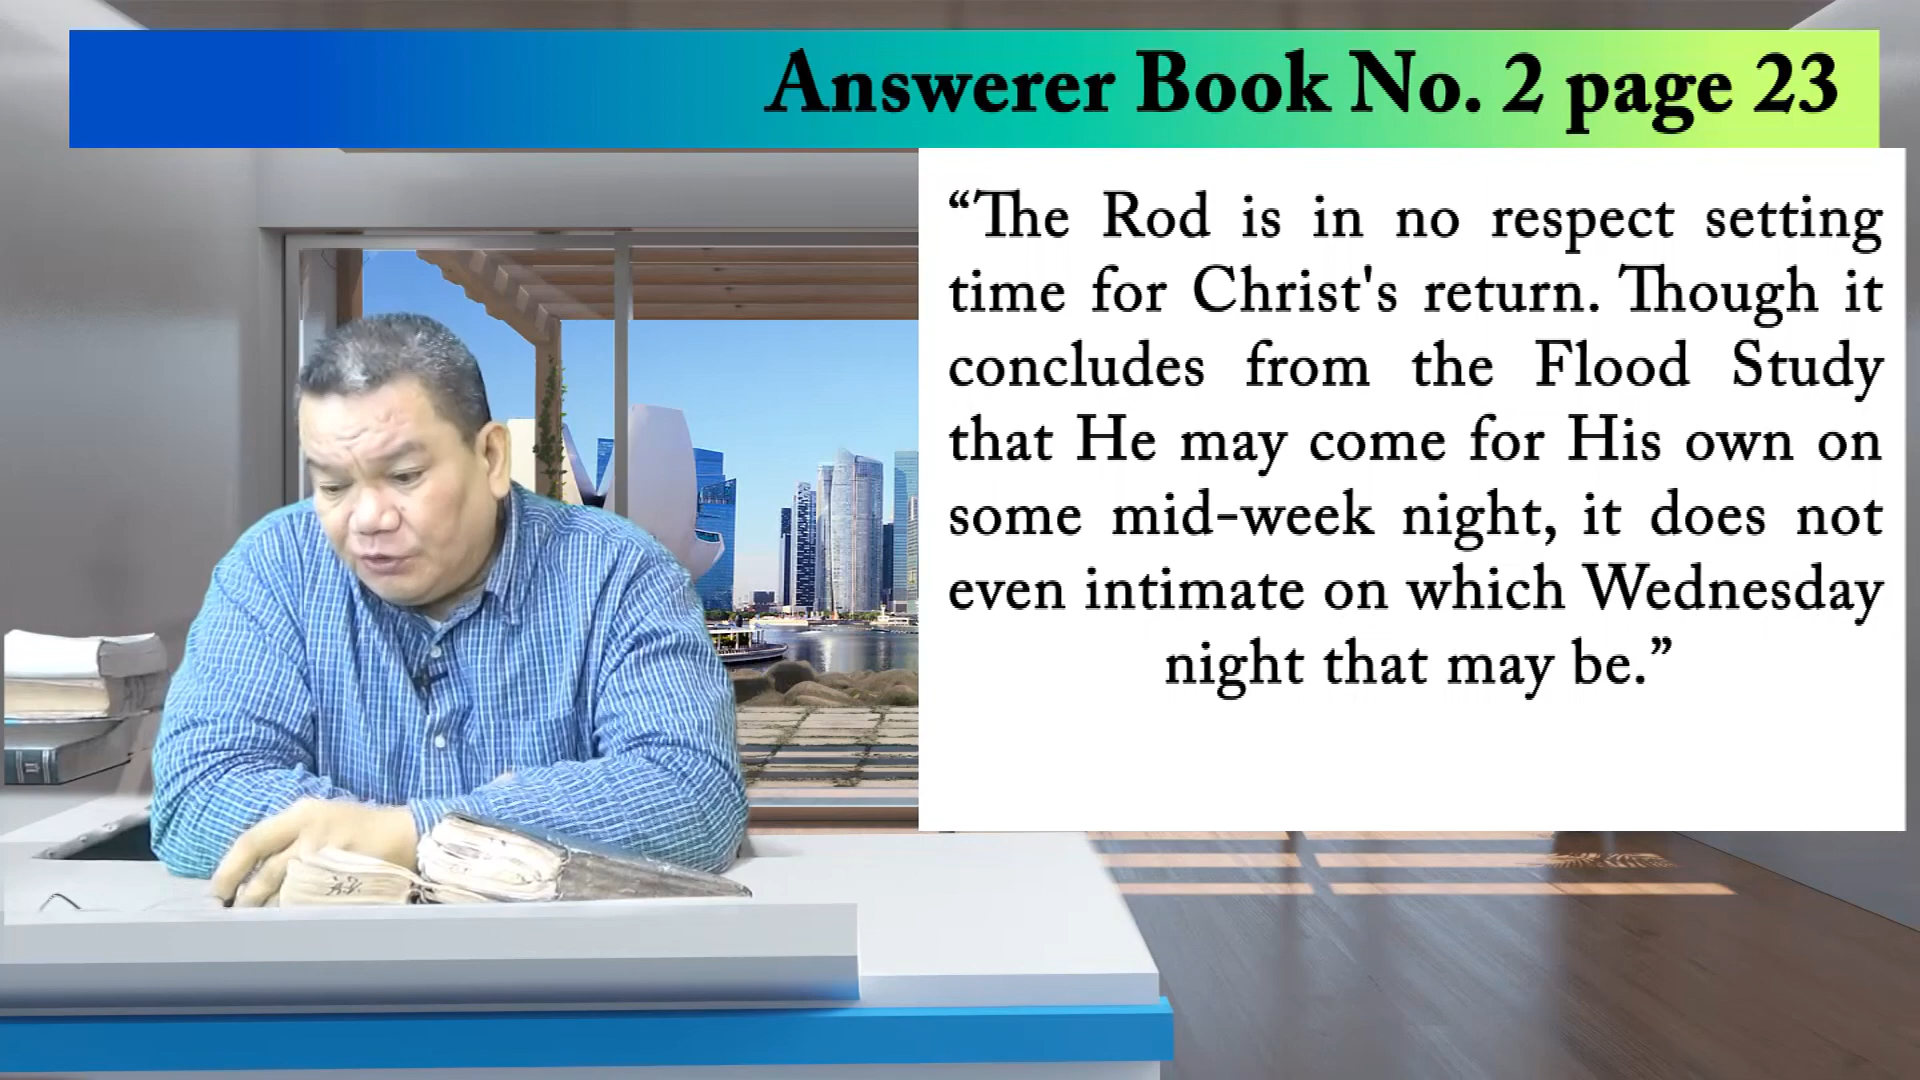 Answerer Book No. 2 page 23
“The Rod is in no respect setting
time for Christ's return. Though it
concludes from the Flood Study
that He may come for His own on
some mid-week night, it does not
even intimate on which Wednesday
night that may be.”